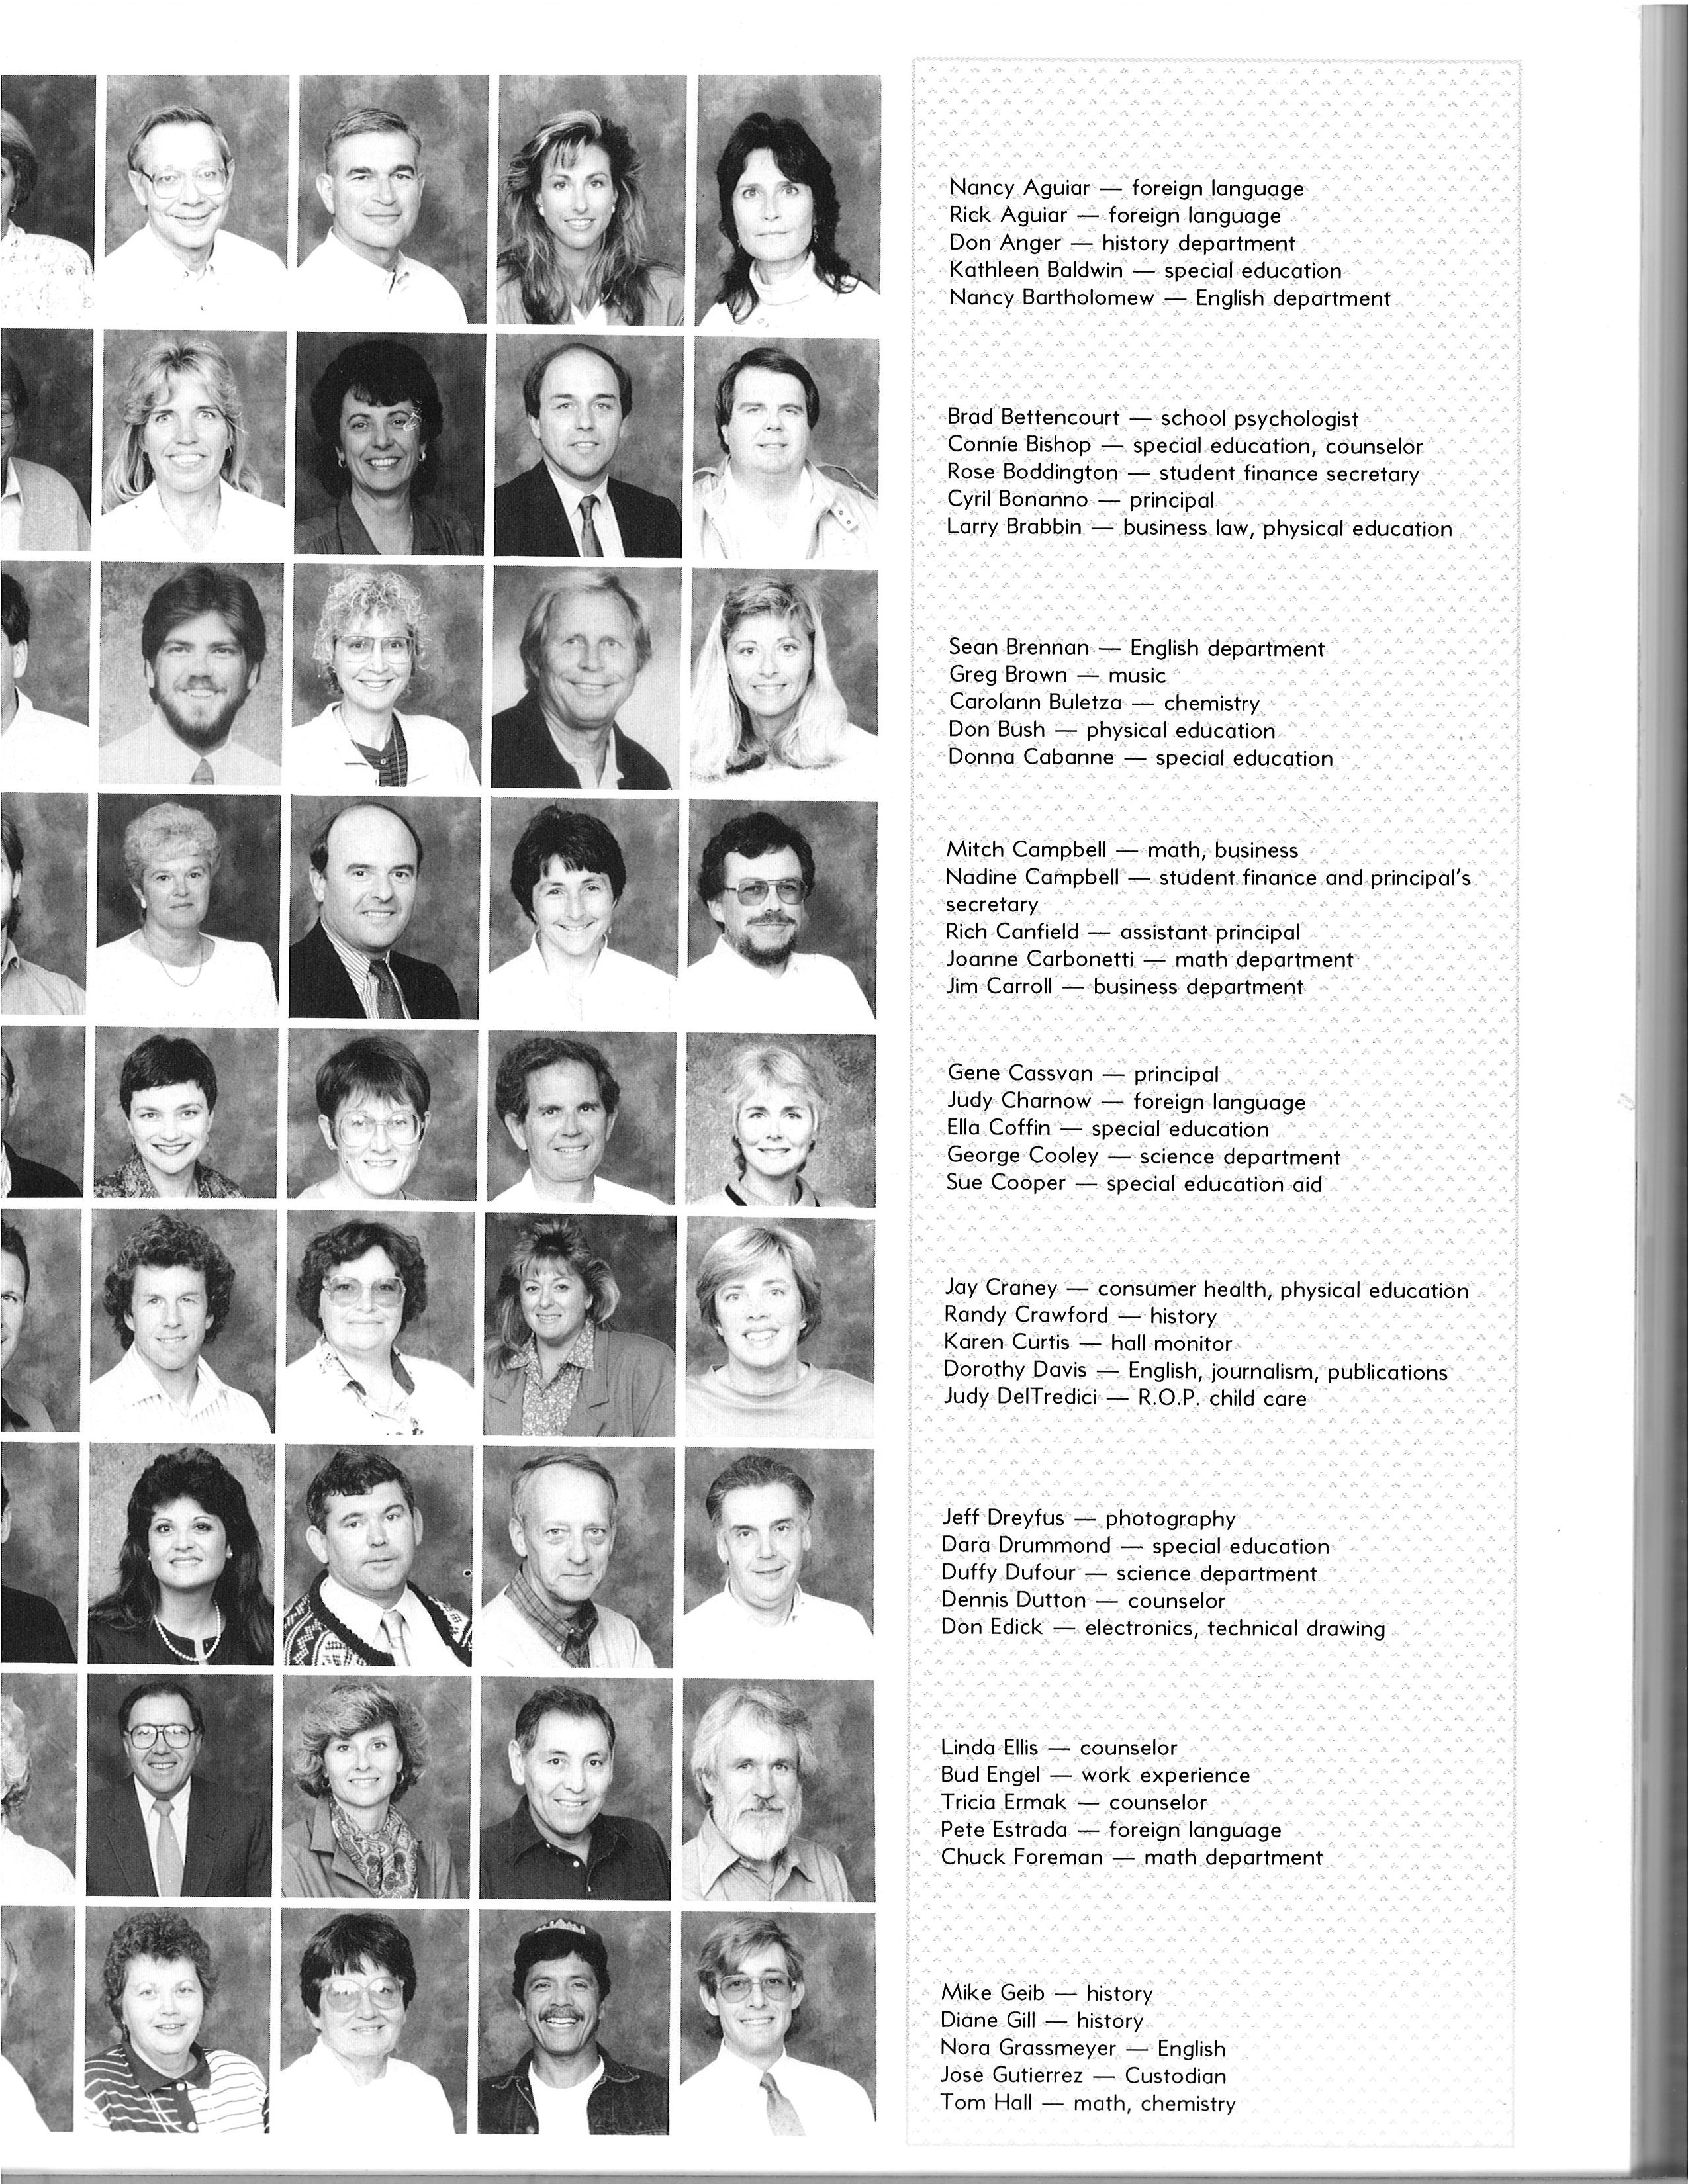 Nancy Aguiar — foreign language
Rick Aguiar — foreign language
Don Anger — history department
Kathleen Baldwin — special education
Nancy Bartholomew — English department
Brad Bettencourt — school psychologist
Connie Bishop — special education, counselor
Rose Boddington — student finance secretary
Cyril Bonanno — principal
Larry Brabbin — business law, physical education
Sean Brennan — English department
Greg Brown — music
Carolann Buletza — chemistry
Don Bush — physical education
Donna Cabanne — special education
Mitch Campbell — math, business
Nadine Campbell — student finance and principal's
secretary
Rich Canfield — assistant principal
Joanne Carbonetti — math department
Jim Carroll — business department
Gene Cassvan — principal
Judy Charnow — foreign language
Ella Coffin — special education
George Cooley — science department
Sue Cooper — special education aid
Jay Craney — consumer health, physical education
Randy Crawford — history
Karen Curtis — hall monitor
Dorothy Davis — English, journalism, publications
Judy DelTredici — R.O.P. child care
Jeff Dreyfus — photography
Dara Drummond — special education
Duffy Dufour — science department
Dennis Dutton — counselor
Don Edick — electronics, technical drawing
Linda Ellis — counselor
Bud Engel — work experience
Tricia Ermak — counselor
Pete Estrada — foreign language
Chuck Foreman — math department
Mike Geib — history
Diane Gill — history
Nora Grassmeyer — English
Jose Gutierrez — Custodian
Tom Hall — math, chemistry